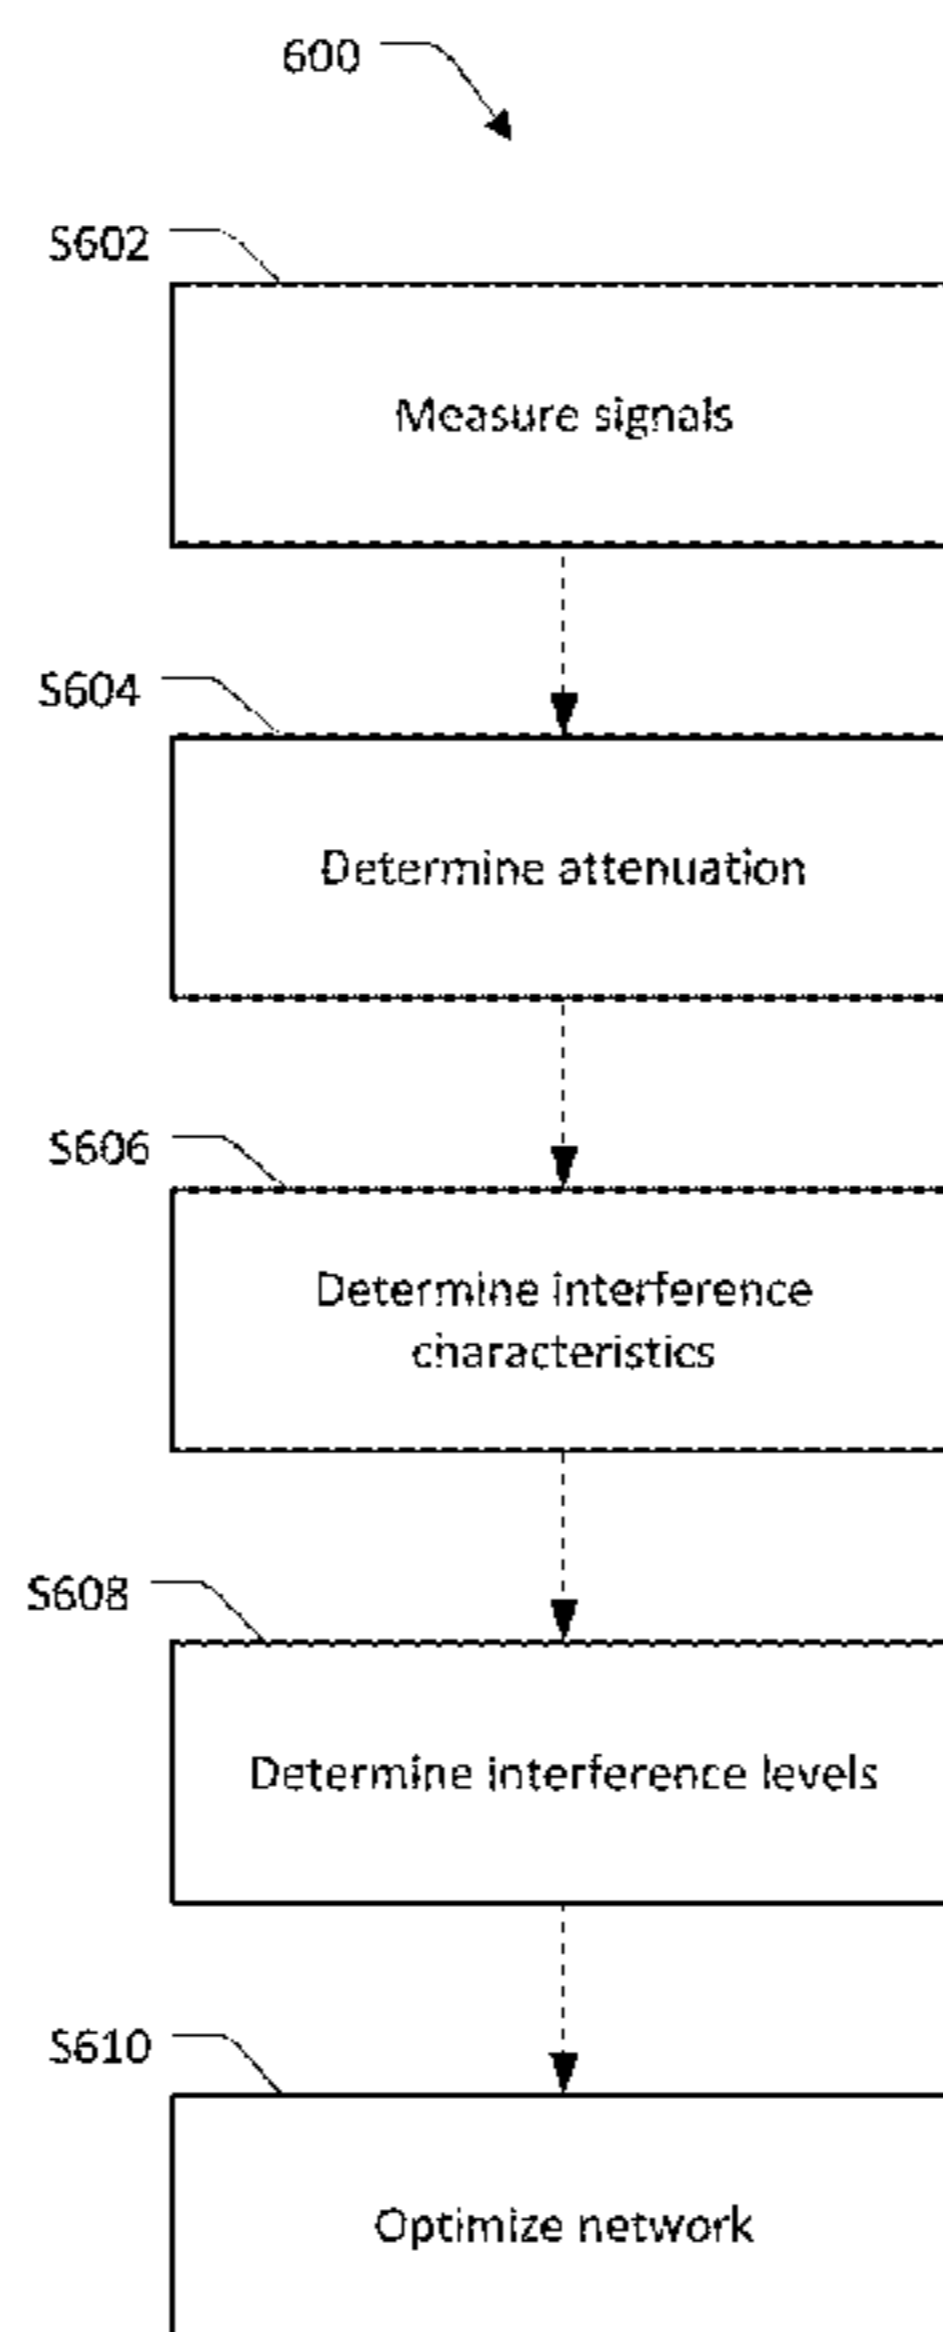 600
S602
Measure signals
S604
Determine attenuation
S606
Determine interference
characteristics
S608
Determine interference levels
S610
Optimize network